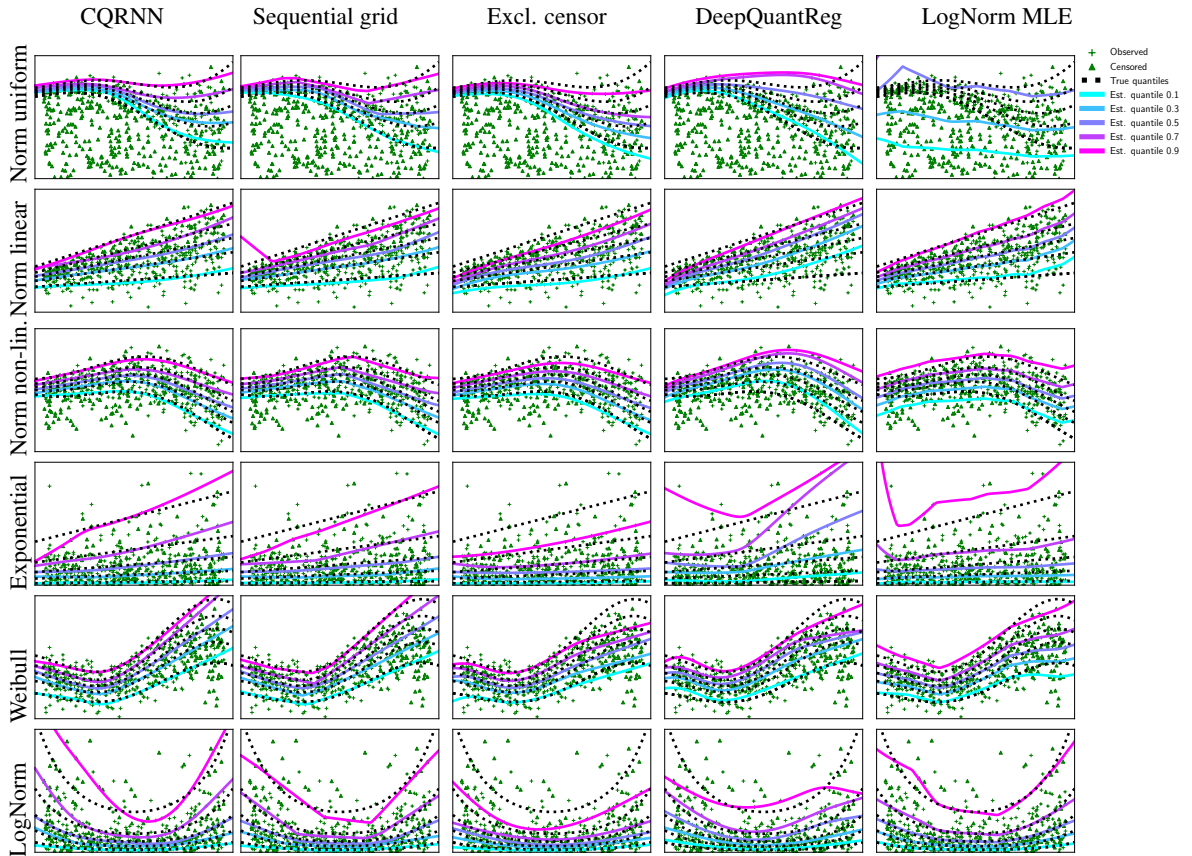 CQRNN
Sequential grid
Excl. censor
DeepQuantReg
LogNorm MLE
Norm uniform
Norm linear
Norm non-lin.
Exponential
Weibull
LogNorm
Observed
Censored
True quantiles
Est. quantile 0.1
Est. quantile 0.3
Est. quantile 0.5
Est. quantile 0.7
Est. quantile 0.9